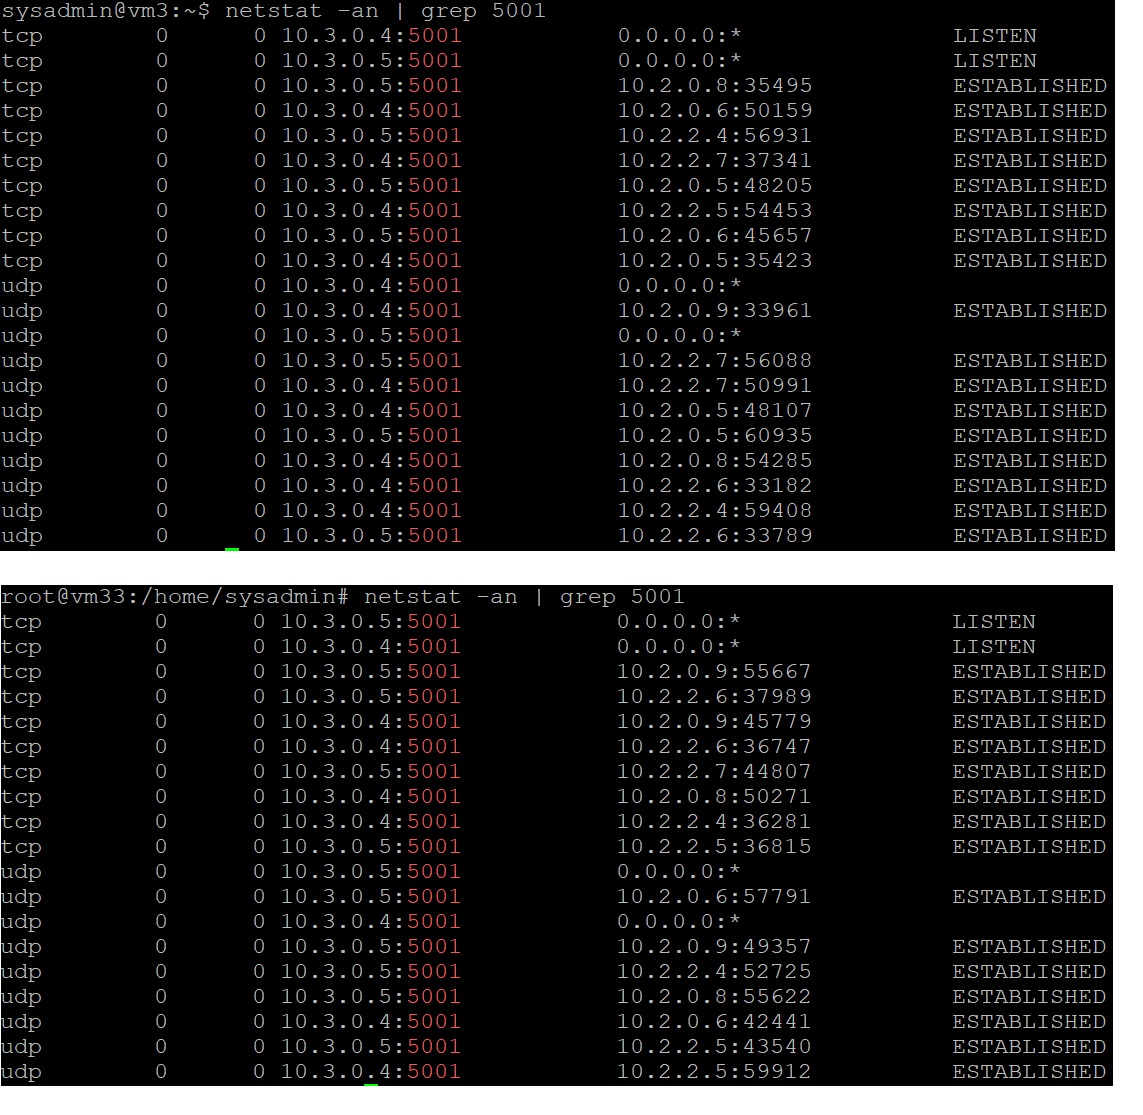 sysadmin@vm3:~$ netstat -an | grep 5001
tcp 0 0 10.3.0.4:5001 0.0.0.0:* LISTEN
tcp 0 0 10.3.0.5:5001 0.0.0.0:* LISTEN
tcp 0 0 10.3.0.5:5001 10.2.0.8:35495 ESTABLISHED
tcp 0 0 10.3.0.4:5001 10.2.0.6:50159 ESTABLISHED
tcp 0 0 10.3.0.5:5001 10.2.2.4:56931 ESTABLISHED
tcp 0 0 10.3.0.4:5001 10.2.2.7:37341 ESTABLISHED
tcp 0 0 10.3.0.5:5001 10.2.0.5:48205 ESTABLISHED
tcp 0 0 10.3.0.4:5001 10.2.2.5:54453 ESTABLISHED
tcp 0 0 10.3.0.5:5001 10.2.0.6:45657 ESTABLISHED
tcp 0 0 10.3.0.4:5001 10.2.0.5:35423 ESTABLISHED
udp 0 0 10.3.0.4:5001 0.0.0.0:*
udp 0 0 10.3.0.4:5001 10.2.0.9:33961 ESTABLISHED
udp 0 0 10.3.0.5:5001 0.0.0.0:*
udp 0 0 10.3.0.5:5001 10.2.2.7:56088 ESTABLISHED
udp 0 0 10.3.0.4:5001 10.2.2.7:50991 ESTABLISHED
udp 0 0 10.3.0.4:5001 10.2.0.5:48107 ESTABLISHED
udp 0 0 10.3.0.5:5001 10.2.0.5:60935 ESTABLISHED
udp 0 0 10.3.0.4:5001 10.2.0.8:54285 ESTABLISHED
udp 0 0 10.3.0.4:5001 10.2.2.6:33182 ESTABLISHED
udp 0 0 10.3.0.4:5001 10.2.2.4:59408 ESTABLISHED
udp 0 0 10.3.0.5:5001 10.2.2.6:33789 ESTABLISHED
root@vm33:/home/sysadmin# netstat -an | grep 5001
tcp 0 0 10.3.0.5:5001 0.0.0.0:* LISTEN
tcp 0 0 10.3.0.4:5001 0.0.0.0:* LISTEN
tcp 0 0 10.3.0.5:5001 10.2.0.9:55667 ESTABLISHED
tcp 0 0 10.3.0.5:5001 10.2.2.6:37989 ESTABLISHED
tcp 0 0 10.3.0.4:5001 10.2.0.9:45779 ESTABLISHED
tcp 0 0 10.3.0.4:5001 10.2.2.6:36747 ESTABLISHED
tcp 0 0 10.3.0.5:5001 10.2.2.7:44807 ESTABLISHED
tcp 0 0 10.3.0.4:5001 10.2.0.8:50271 ESTABLISHED
tcp 0 0 10.3.0.4:5001 10.2.2.4:36281 ESTABLISHED
tcp 0 0 10.3.0.5:5001 10.2.2.5:36815 ESTABLISHED
udp 0 0 10.3.0.5:5001 0.0.0.0:*
udp 0 0 10.3.0.5:5001 10.2.0.6:57791 ESTABLISHED
udp 0 0 10.3.0.4:5001 0.0.0.0:*
udp 0 0 10.3.0.5:5001 10.2.0.9:49357 ESTABLISHED
udp 0 0 10.3.0.5:5001 10.2.2.4:52725 ESTABLISHED
udp 0 0 10.3.0.5:5001 10.2.0.8:55622 ESTABLISHED
udp 0 0 10.3.0.4:5001 10.2.0.6:42441 ESTABLISHED
udp 0 0 10.3.0.5:5001 10.2.2.5:43540 ESTABLISHED
udp 0 0 10.3.0.4:5001 10.2.2.5:59912 ESTABLISHED